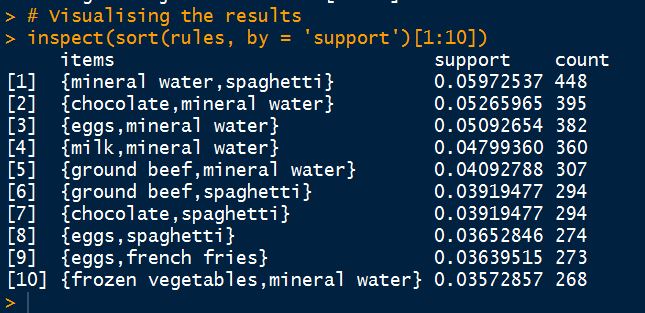 > # Visualising the results
> inspect(sort(rules, by = 'support')[1:10])
     items                             support    count
[1]  {mineral water,spaghetti}         0.05972537 448
[2]  {chocolate,mineral water}         0.05265965 395
[3]  {eggs,mineral water}              0.05092654 382
[4]  {milk,mineral water}              0.04799360 360
[5]  {ground beef,mineral water}       0.04092788 307
[6]  {ground beef,spaghetti}           0.03919477 294
[7]  {chocolate,spaghetti}             0.03919477 294
[8]  {eggs,spaghetti}                  0.03652846 274
[9]  {eggs,french fries}               0.03639515 273
[10] {frozen vegetables,mineral water} 0.03572857 268
>